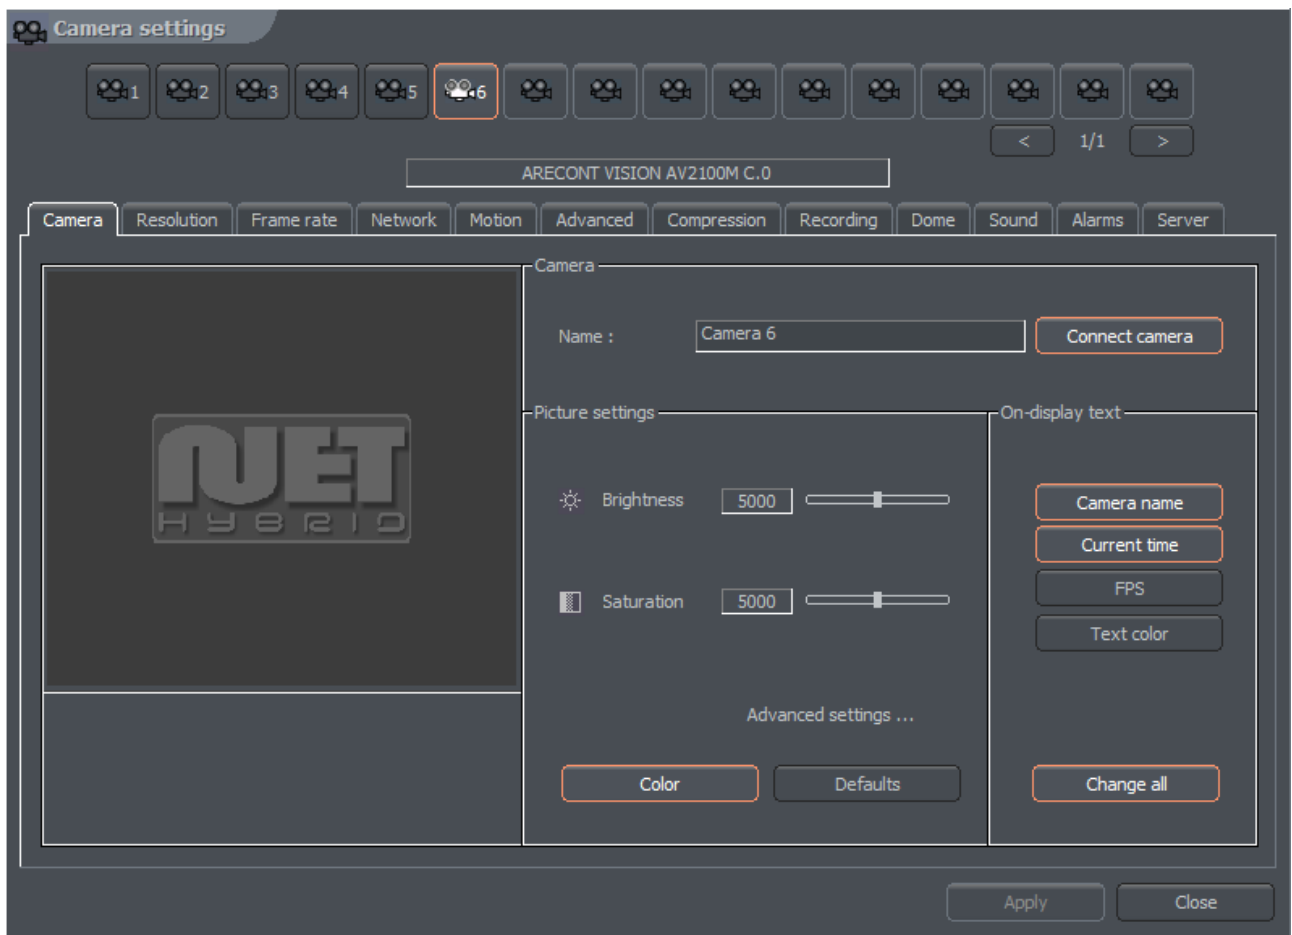 Camera settings
1 2 3 4 5 6
< 1/1 >
ARECONT VISION AV2100M C.0
Camera Resolution Frame rate Network Motion Advanced Compression Recording Dome Sound Alarms Server
Camera
Name : Camera 6 Connect camera
NET
HYBRID
Picture settings
Brightness 5000
Saturation 5000
Advanced settings ...
Color Defaults
On-display text
Camera name
Current time
FPS
Text color
Change all
Apply Close